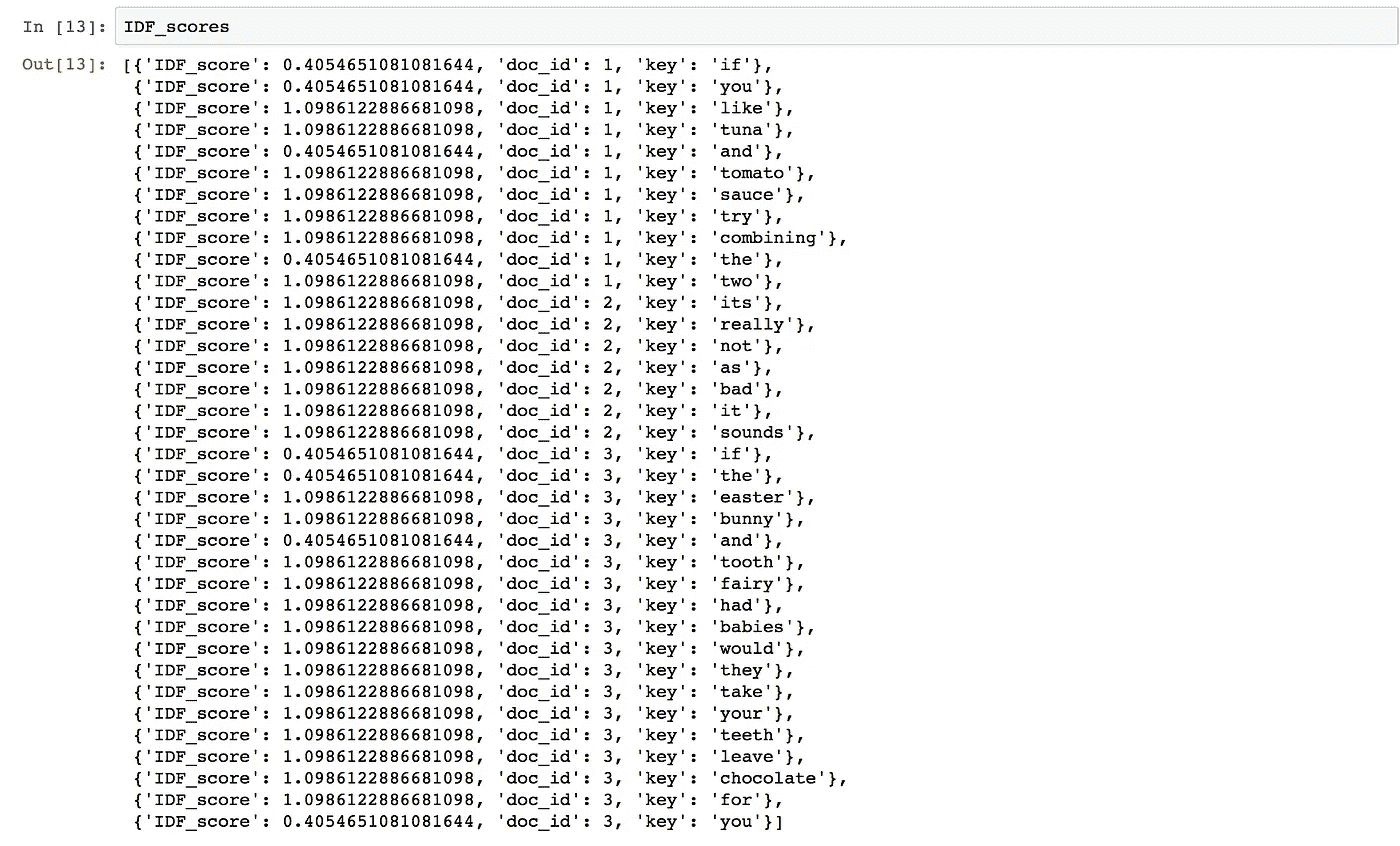 In [13]: IDF_scores
Out[13]: [{'IDF_score': 0.4054651081081644, 'doc_id': 1, 'key': 'if'},
{'IDF_score': 0.4054651081081644, 'doc_id': 1, 'key': 'you'},
{'IDF_score': 1.0986122886681098, 'doc_id': 1, 'key': 'like'},
{'IDF_score': 1.0986122886681098, 'doc_id': 1, 'key': 'tuna'},
{'IDF_score': 0.4054651081081644, 'doc_id': 1, 'key': 'and'},
{'IDF_score': 1.0986122886681098, 'doc_id': 1, 'key': 'tomato'},
{'IDF_score': 1.0986122886681098, 'doc_id': 1, 'key': 'sauce'},
{'IDF_score': 1.0986122886681098, 'doc_id': 1, 'key': 'try'},
{'IDF_score': 1.0986122886681098, 'doc_id': 1, 'key': 'combining'},
{'IDF_score': 0.4054651081081644, 'doc_id': 1, 'key': 'the'},
{'IDF_score': 1.0986122886681098, 'doc_id': 1, 'key': 'two'},
{'IDF_score': 1.0986122886681098, 'doc_id': 2, 'key': 'its'},
{'IDF_score': 1.0986122886681098, 'doc_id': 2, 'key': 'really'},
{'IDF_score': 1.0986122886681098, 'doc_id': 2, 'key': 'not'},
{'IDF_score': 1.0986122886681098, 'doc_id': 2, 'key': 'as'},
{'IDF_score': 1.0986122886681098, 'doc_id': 2, 'key': 'bad'},
{'IDF_score': 1.0986122886681098, 'doc_id': 2, 'key': 'it'},
{'IDF_score': 1.0986122886681098, 'doc_id': 2, 'key': 'sounds'},
{'IDF_score': 0.4054651081081644, 'doc_id': 3, 'key': 'if'},
{'IDF_score': 0.4054651081081644, 'doc_id': 3, 'key': 'the'},
{'IDF_score': 1.0986122886681098, 'doc_id': 3, 'key': 'easter'},
{'IDF_score': 1.0986122886681098, 'doc_id': 3, 'key': 'bunny'},
{'IDF_score': 0.4054651081081644, 'doc_id': 3, 'key': 'and'},
{'IDF_score': 1.0986122886681098, 'doc_id': 3, 'key': 'tooth'},
{'IDF_score': 1.0986122886681098, 'doc_id': 3, 'key': 'fairy'},
{'IDF_score': 1.0986122886681098, 'doc_id': 3, 'key': 'had'},
{'IDF_score': 1.0986122886681098, 'doc_id': 3, 'key': 'babies'},
{'IDF_score': 1.0986122886681098, 'doc_id': 3, 'key': 'would'},
{'IDF_score': 1.0986122886681098, 'doc_id': 3, 'key': 'they'},
{'IDF_score': 1.0986122886681098, 'doc_id': 3, 'key': 'take'},
{'IDF_score': 1.0986122886681098, 'doc_id': 3, 'key': 'your'},
{'IDF_score': 1.0986122886681098, 'doc_id': 3, 'key': 'teeth'},
{'IDF_score': 1.0986122886681098, 'doc_id': 3, 'key': 'leave'},
{'IDF_score': 1.0986122886681098, 'doc_id': 3, 'key': 'chocolate'},
{'IDF_score': 1.0986122886681098, 'doc_id': 3, 'key': 'for'},
{'IDF_score': 0.4054651081081644, 'doc_id': 3, 'key': 'you'}]